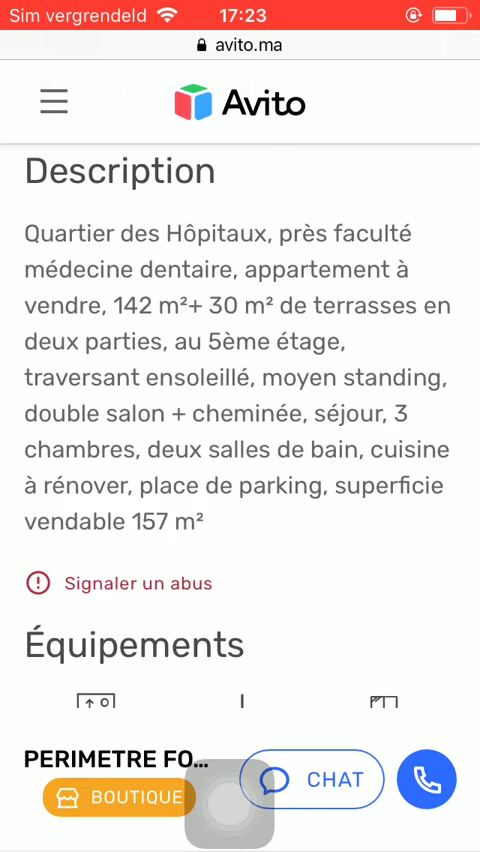 Sim vergrendeld
17:23
avito.ma
Avito
Description
Quartier des Hôpitaux, près faculté
médecine dentaire, appartement à
vendre, 142 m²+ 30 m² de terrasses en
deux parties, au 5ème étage,
traversant ensoleillé, moyen standing,
double salon + cheminée, séjour, 3
chambres, deux salles de bain, cuisine
à rénover, place de parking, superficie
vendable 157 m²
Signaler un abus
Équipements
PERIMETRE FO...
BOUTIQUE
CHAT